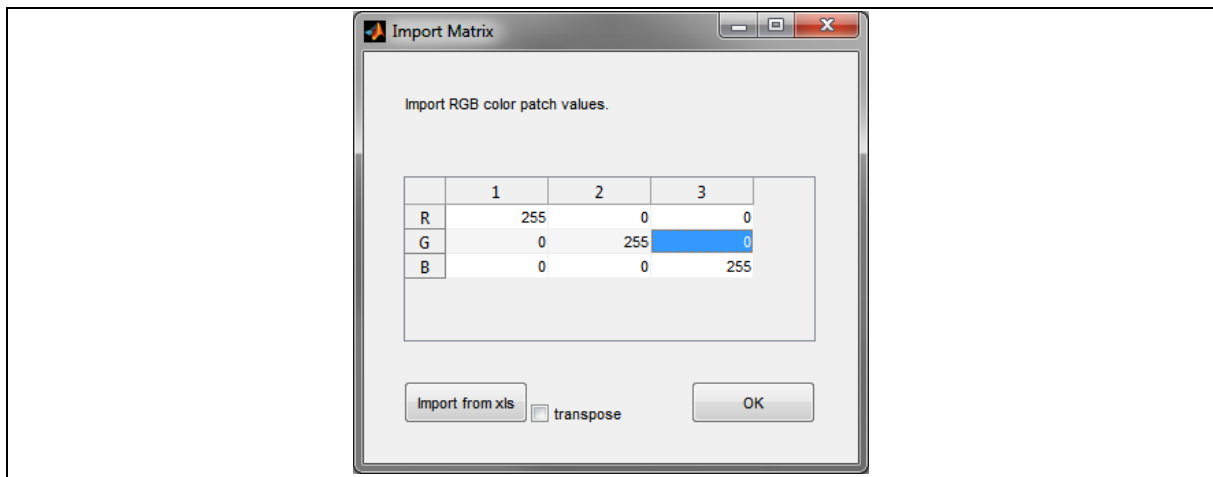 Import Matrix
Import RGB color patch values.
1 2 3
R 255 0 0
G 0 255 0
B 0 0 255
Import from xls transpose OK